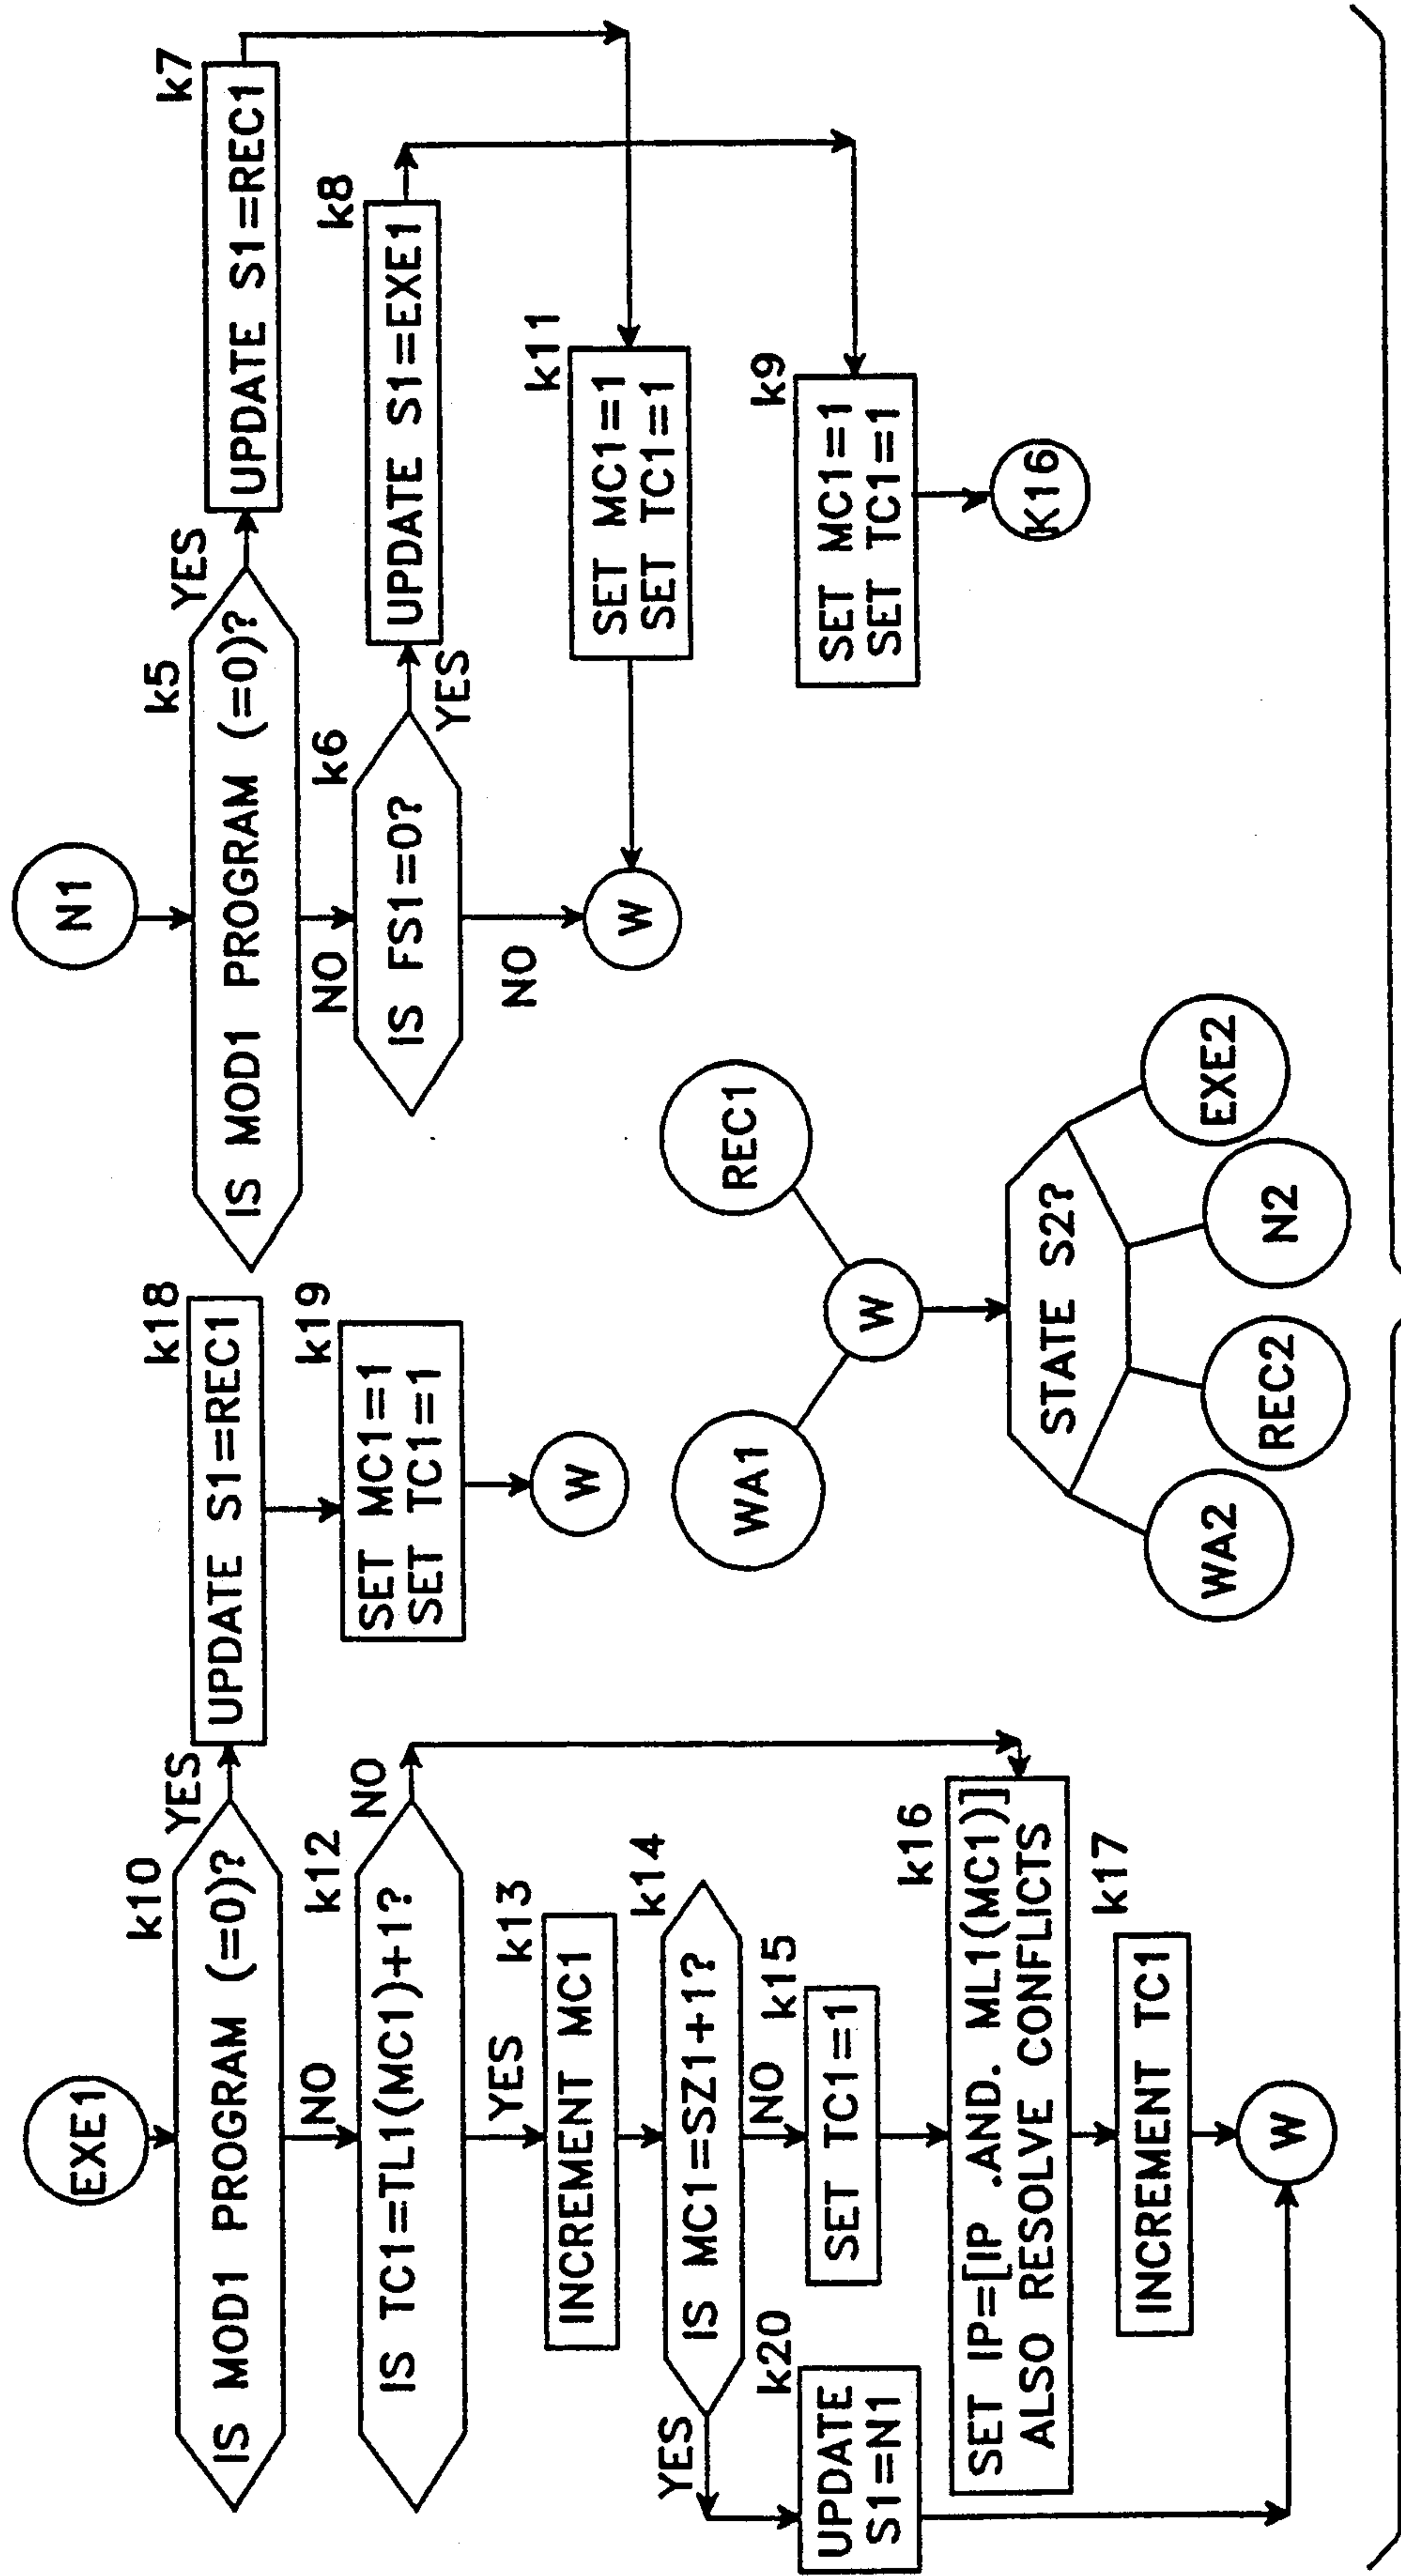 EXE1
k10
IS MOD1 PROGRAM (=0)?
YES
k18
UPDATE S1=REC1
k19
SET MC1=1
SET TC1=1
W
NO
k12
IS TC1=TL1(MC1)+1?
NO
YES
k13
INCREMENT MC1
k14
IS MC1=SZ1+1?
YES
k20
UPDATE
S1=N1
NO
k15
SET TC1=1
k16
SET IP=[IP .AND. ML1(MC1)]
ALSO RESOLVE CONFLICTS
k17
INCREMENT TC1
W
N1
k5
IS MOD1 PROGRAM (=0)?
YES
k7
UPDATE S1=REC1
NO
k6
IS FS1=0?
YES
k8
UPDATE S1=EXE1
NO
W
k11
SET MC1=1
SET TC1=1
k9
SET MC1=1
SET TC1=1
K16
WA1
REC1
W
STATE S2?
WA2
REC2
N2
EXE2